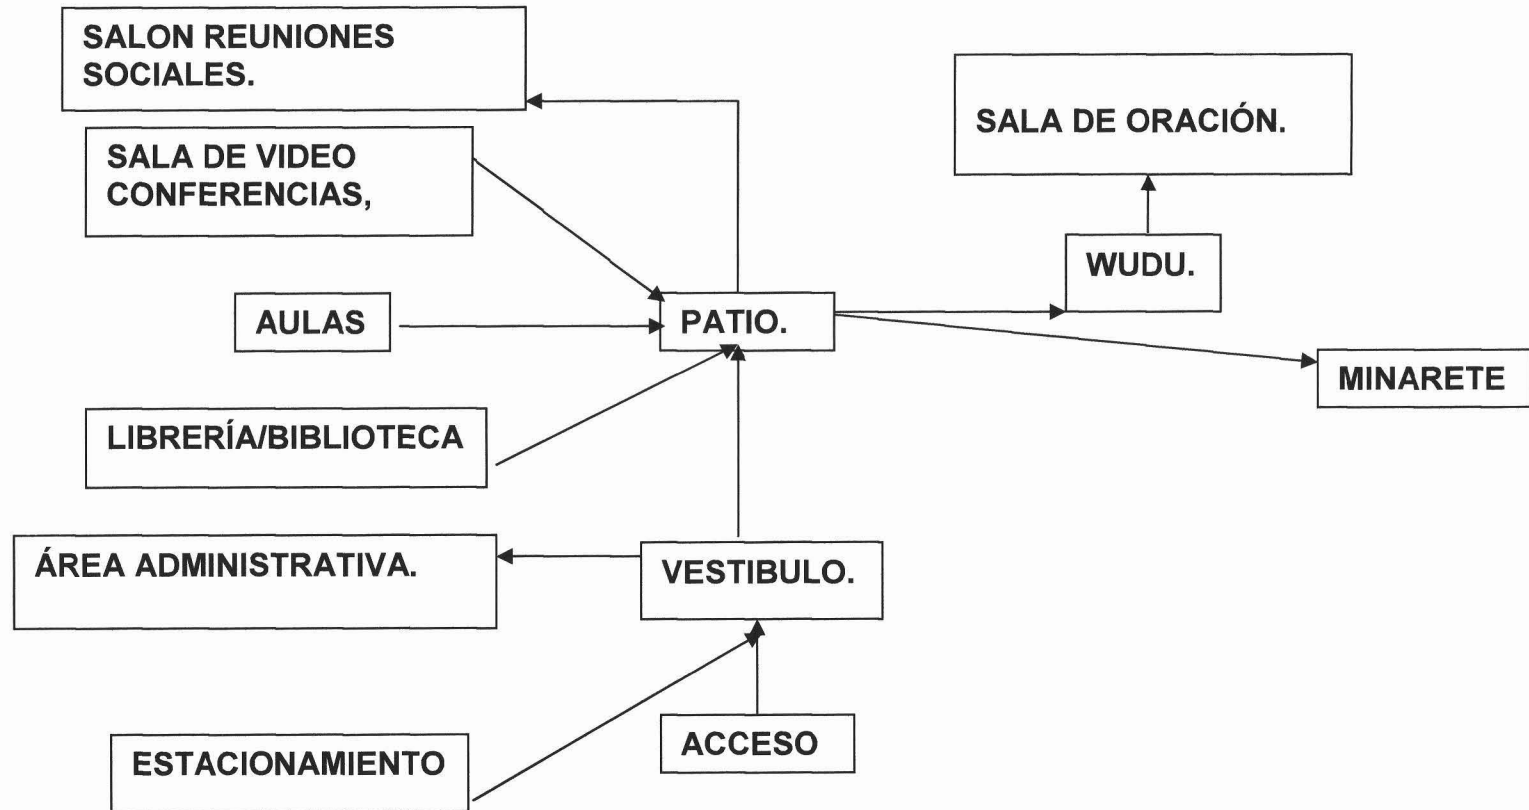 SALON REUNIONES
SOCIALES.
SALA DE ORACIÓN.
SALA DE VIDEO
CONFERENCIAS,
WUDU.
AULAS
PATIO.
MINARETE
LIBRERÍA/BIBLIOTECA
ÁREA ADMINISTRATIVA.
VESTIBULO.
ACCESO
ESTACIONAMIENTO